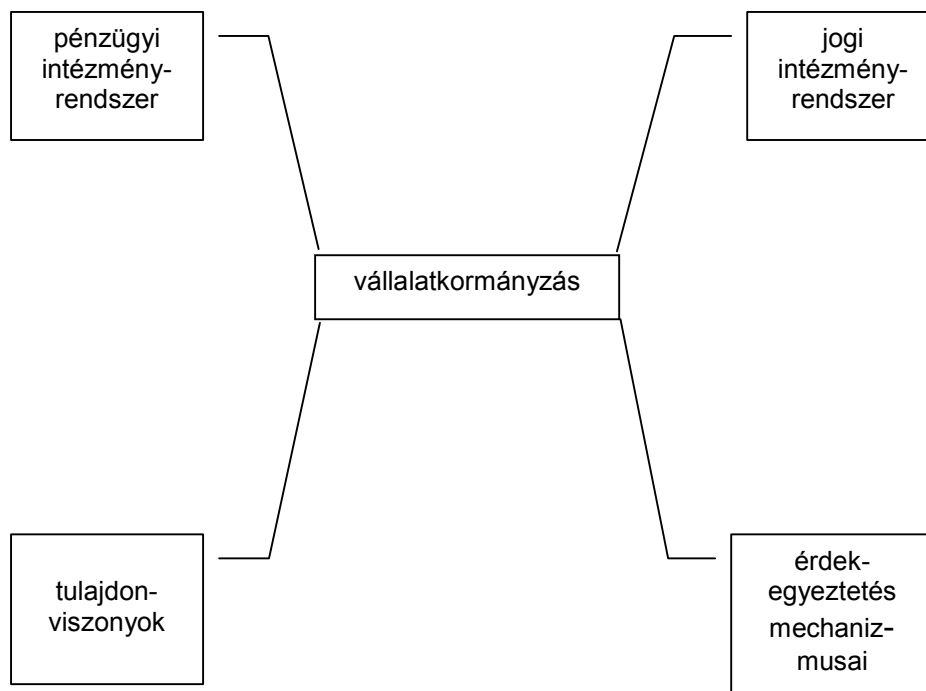 pénzügyi
intézmény-
rendszer
jogi
intézmény-
rendszer
vállalatkormányzás
tulajdon-
viszonyok
érdek-
egyeztetés
mechaniz-
musai